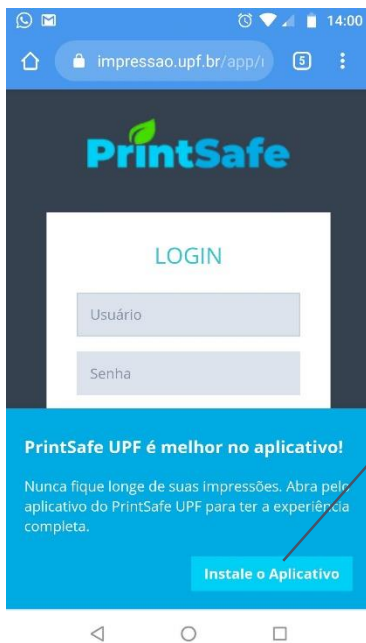 14:00
impressao.upf.br/app/
5
PrintSafe
LOGIN
Usuário
Senha
PrintSafe UPF é melhor no aplicativo!
Nunca fique longe de suas impressões. Abra pelo
aplicativo do PrintSafe UPF para ter a experiência
completa.
Instale o Aplicativo